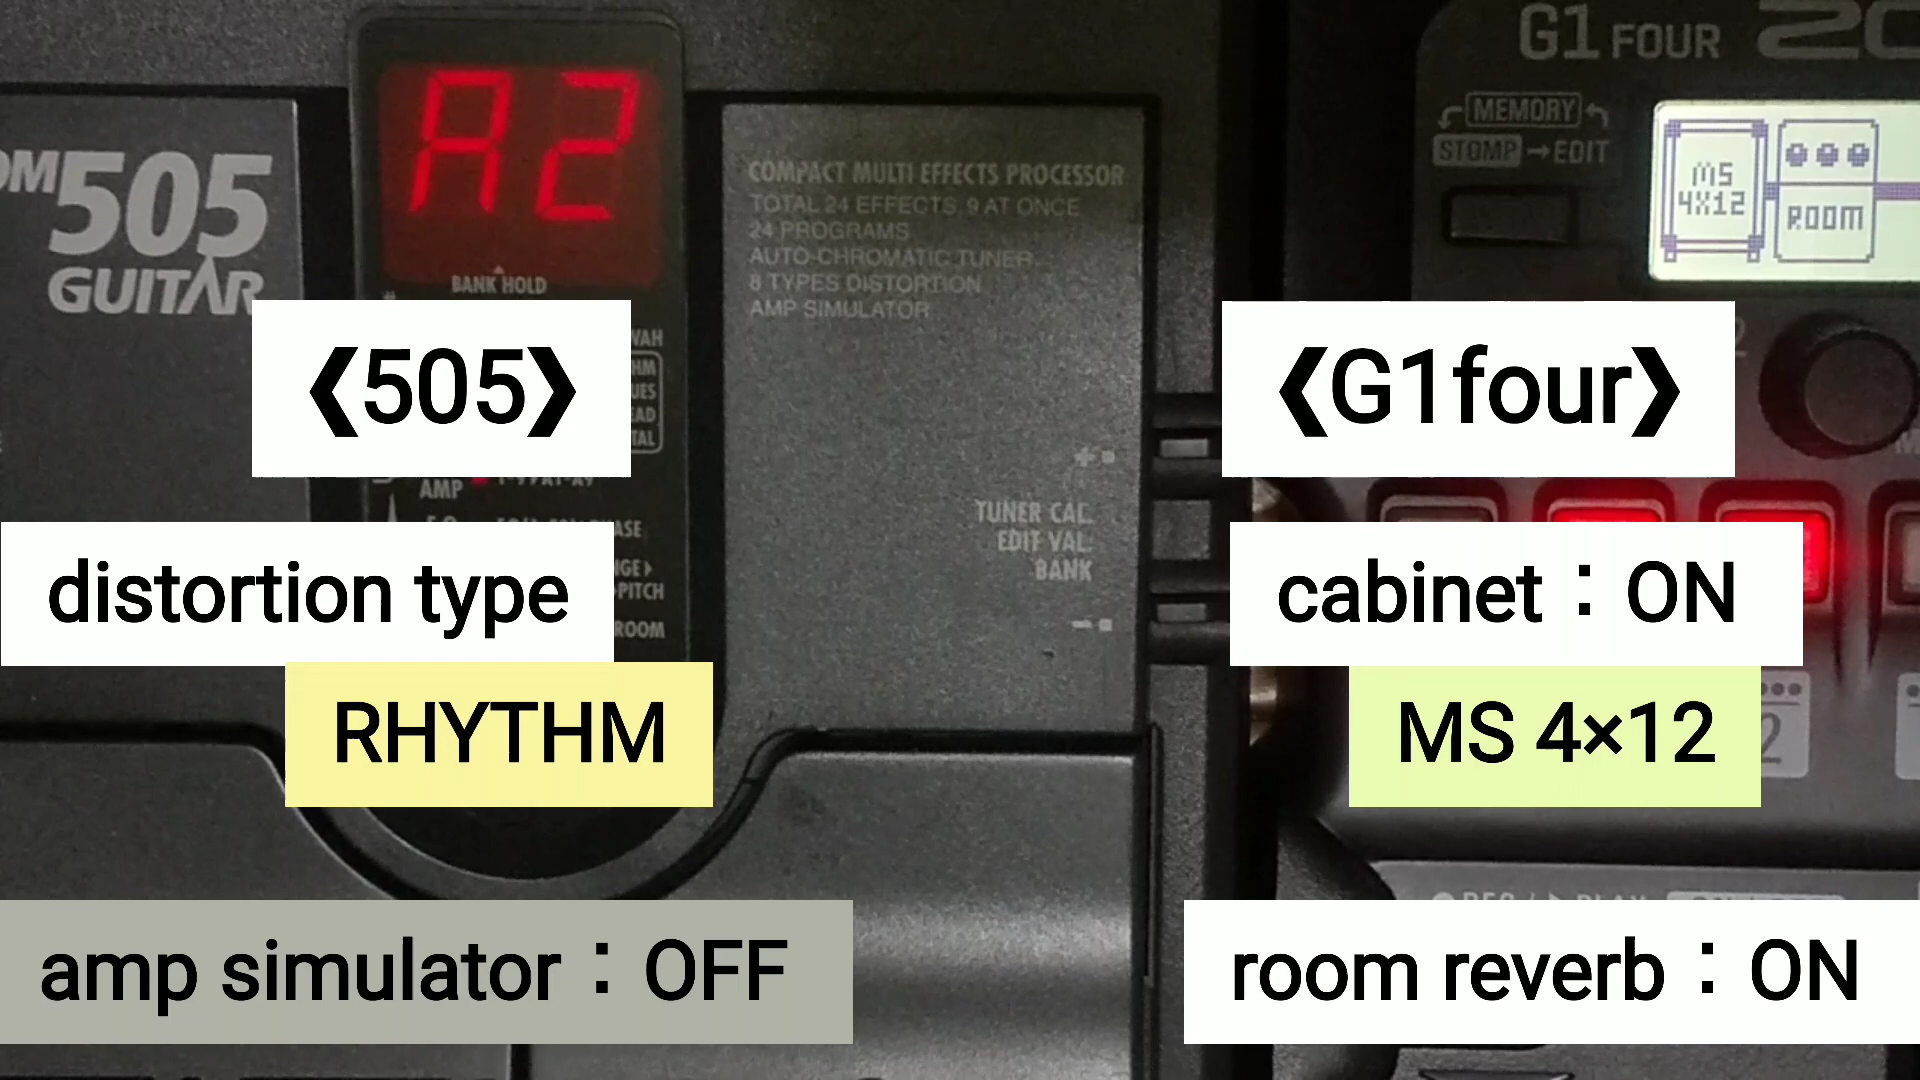 505
GUITAR
A2
BANK HOLD
COMPACT MULTI EFFECTS PROCESSOR
TOTAL 24 EFFECTS, 9 AT ONCE
24 PROGRAMS
AUTO-CHROMATIC TUNER
8 TYPES DISTORTION
AMP SIMULATOR
G1 FOUR
MEMORY
STOMP→EDIT
MS
4X12
ROOM
❰505❱
❰G1four❱
WAH
AMP
TUNER CAL.
EDIT VAL.
BANK
PITCH
ROOM
distortion type
RHYTHM
amp simulator：OFF
cabinet：ON
MS 4×12
2
room reverb：ON